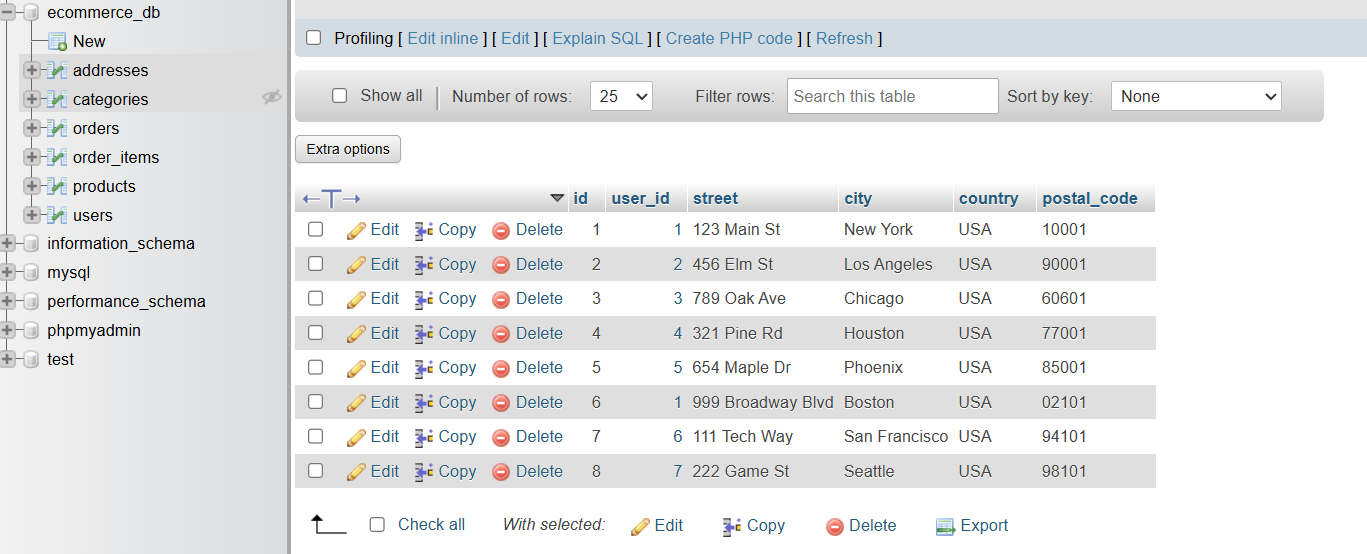 ecommerce_db
New
addresses
categories
orders
order_items
products
users
information_schema
mysql
performance_schema
phpmyadmin
test
Profiling [ Edit inline ] [ Edit ] [ Explain SQL ] [ Create PHP code ] [ Refresh ]
Show all Number of rows: 25 Filter rows: Search this table Sort by key: None
Extra options
id user_id street city country postal_code
Edit Copy Delete 1 1 123 Main St New York USA 10001
Edit Copy Delete 2 2 456 Elm St Los Angeles USA 90001
Edit Copy Delete 3 3 789 Oak Ave Chicago USA 60601
Edit Copy Delete 4 4 321 Pine Rd Houston USA 77001
Edit Copy Delete 5 5 654 Maple Dr Phoenix USA 85001
Edit Copy Delete 6 1 999 Broadway Blvd Boston USA 02101
Edit Copy Delete 7 6 111 Tech Way San Francisco USA 94101
Edit Copy Delete 8 7 222 Game St Seattle USA 98101
Check all With selected: Edit Copy Delete Export